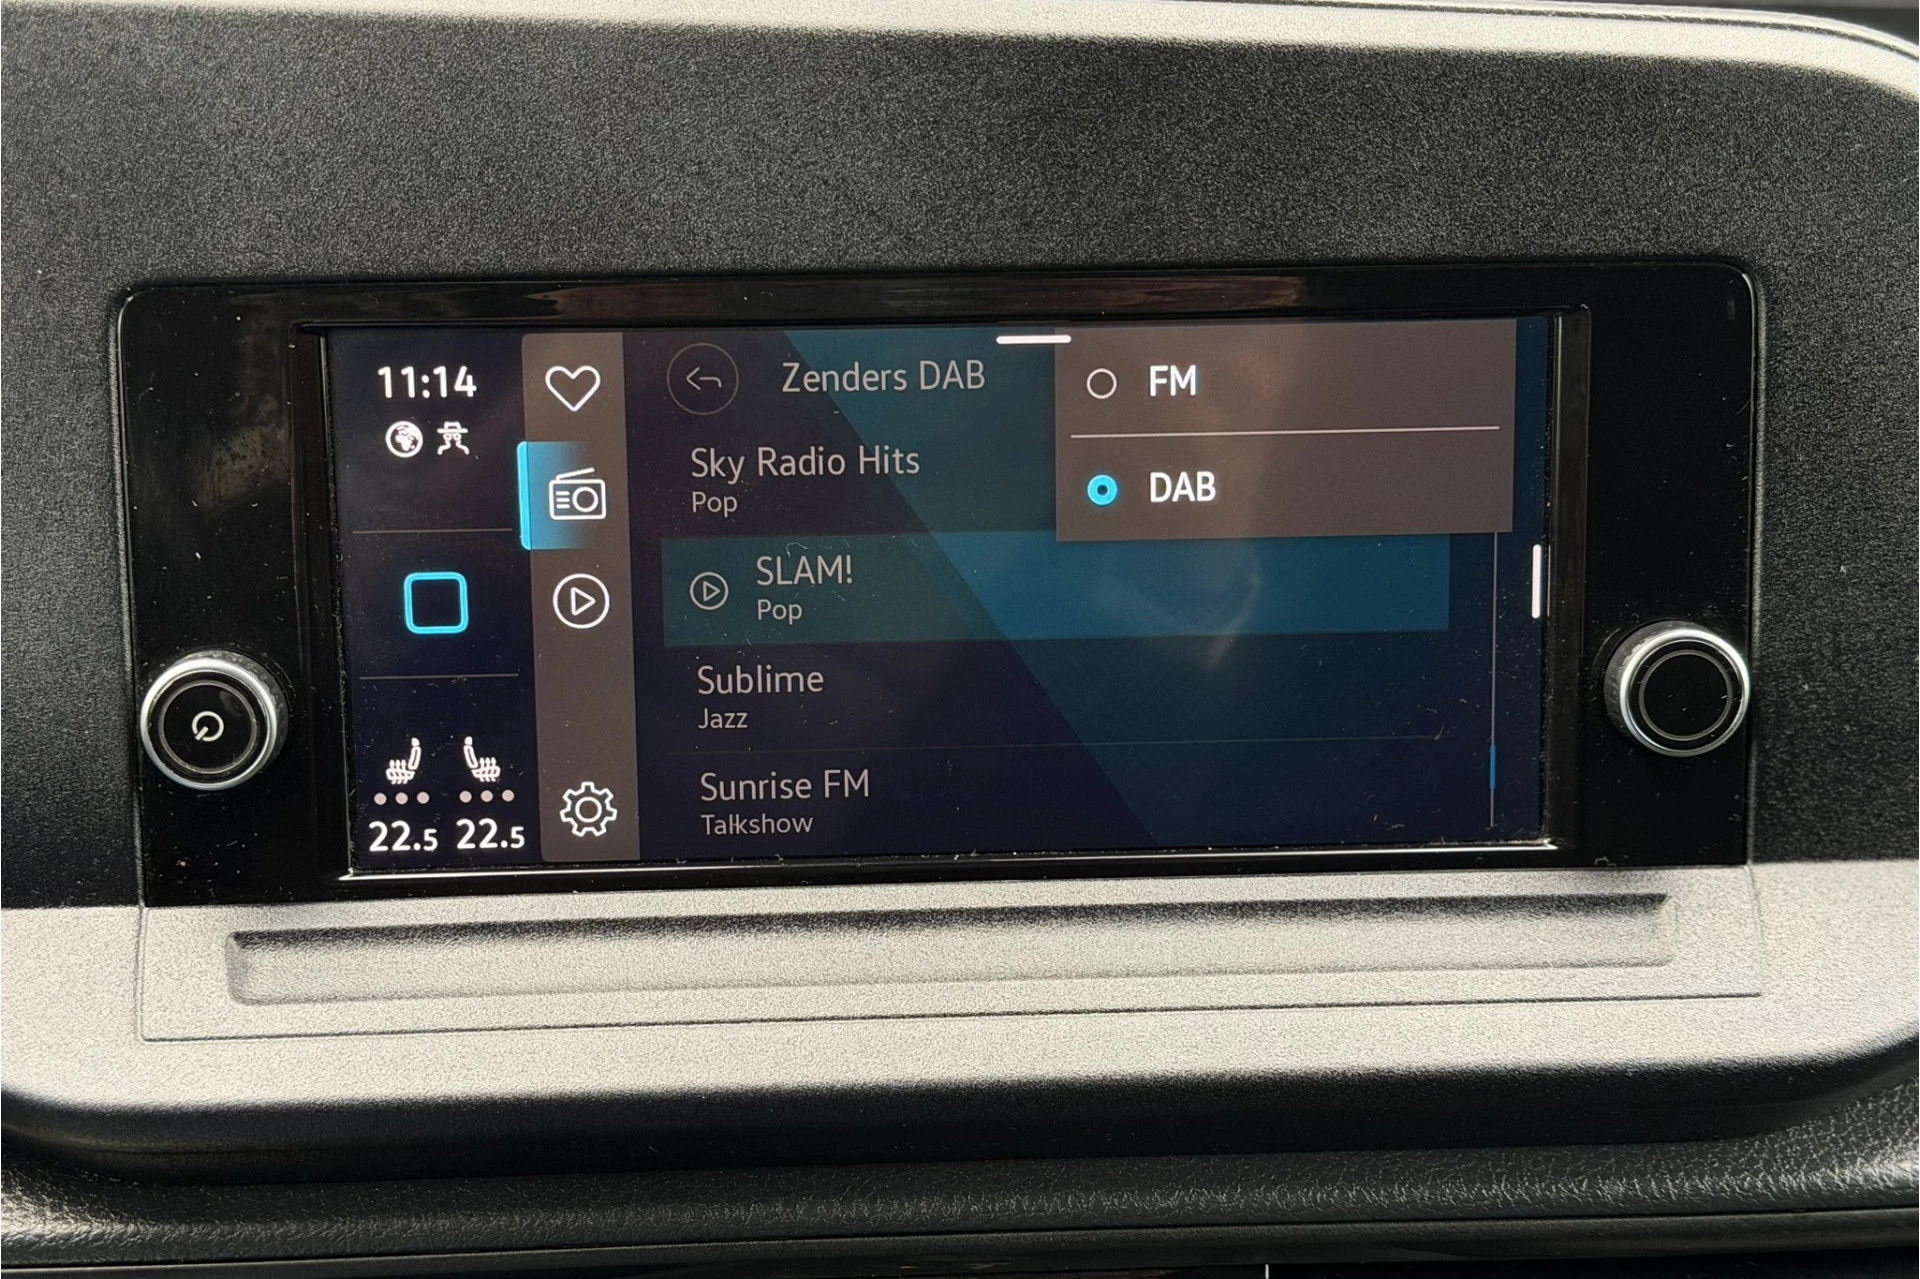 11:14
Zenders DAB
FM
DAB
Sky Radio Hits
Pop
SLAM!
Pop
Sublime
Jazz
Sunrise FM
Talkshow
22.5 22.5